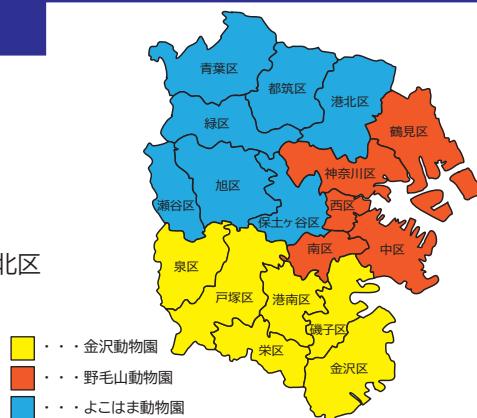 青葉区
都筑区
港北区
鶴見区
緑区
神奈川区
旭区
瀬谷区
西区
保土ヶ谷区
南区
中区
北区
泉区
戸塚区
港南区
磯子区
栄区
金沢区
・・・金沢動物園
・・・野毛山動物園
・・・よこはま動物園